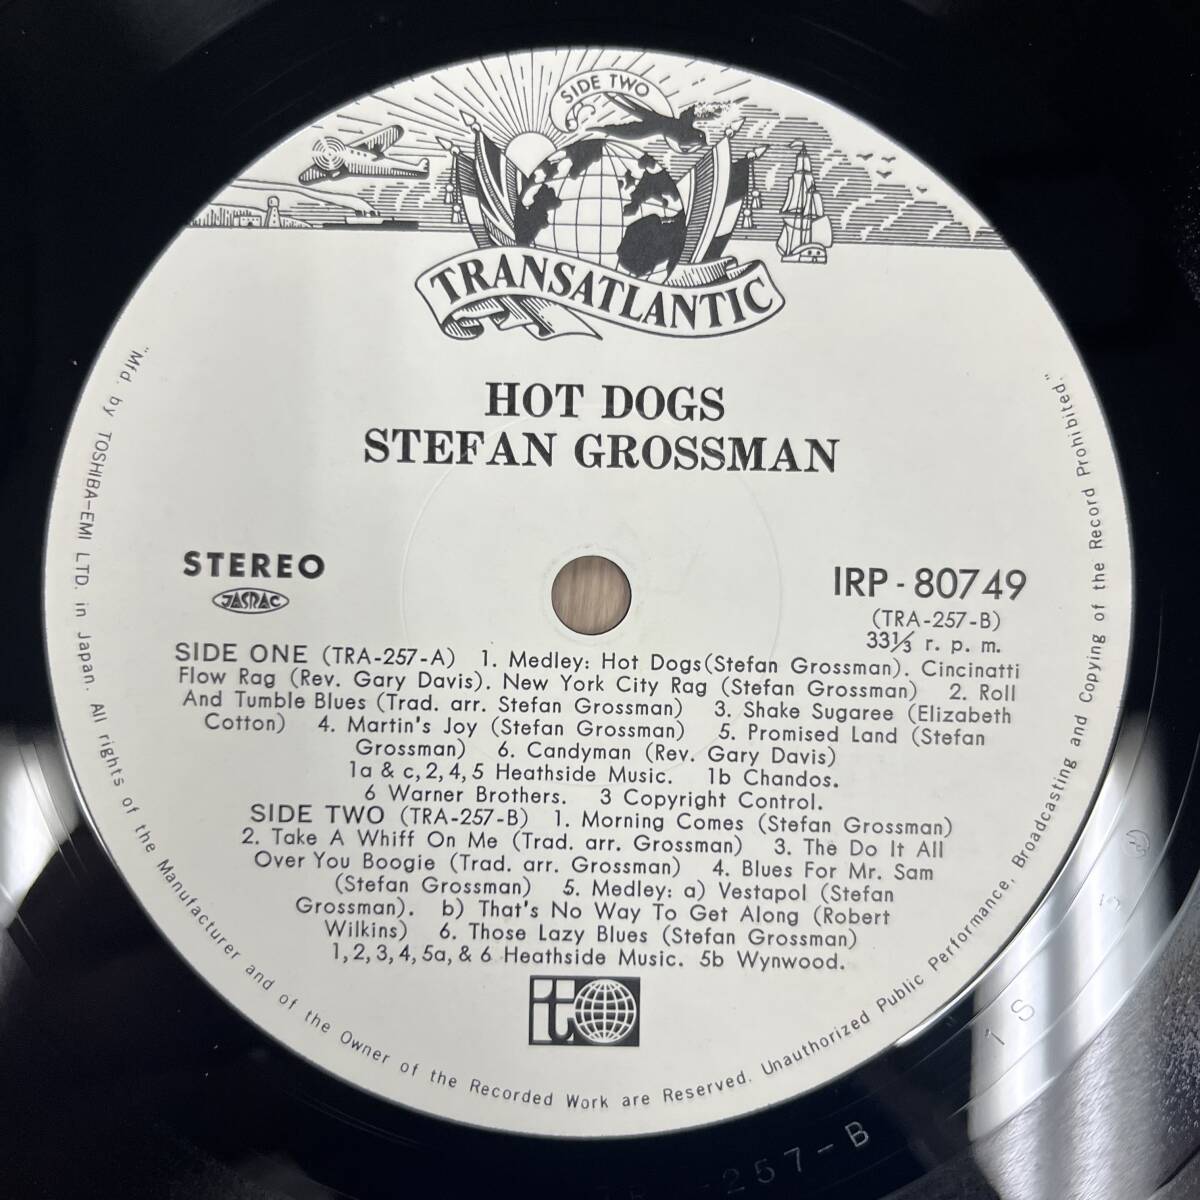 SIDE TWO
TRANSATLANTIC
HOT DOGS
STEFAN GROSSMAN
STEREO
JASRAC
IRP - 80749
(TRA-257-B)
33⅓ r. p. m.
SIDE ONE (TRA-257-A) 1. Medley: Hot Dogs(Stefan Grossman). Cincinatti
Flow Rag (Rev. Gary Davis). New York City Rag (Stefan Grossman) 2. Roll
And Tumble Blues (Trad. arr. Stefan Grossman) 3. Shake Sugaree (Elizabeth
Cotton) 4. Martin's Joy (Stefan Grossman) 5. Promised Land (Stefan
Grossman) 6. Candyman (Rev. Gary Davis)
1a & c, 2, 4, 5 Heathside Music. 1b Chandos.
6 Warner Brothers. 3 Copyright Control.
SIDE TWO (TRA-257-B) 1. Morning Comes (Stefan Grossman)
2. Take A Whiff On Me (Trad. arr. Grossman) 3. The Do It All
Over You Boogie (Trad. arr. Grossman) 4. Blues For Mr. Sam
(Stefan Grossman) 5. Medley: a) Vestapol (Stefan
Grossman). b) That's No Way To Get Along (Robert
Wilkins) 6. Those Lazy Blues (Stefan Grossman)
1, 2, 3, 4, 5a, & 6 Heathside Music. 5b Wynwood.
t
"Mfd. by TOSHIBA-EMI LTD. in Japan. All rights of the Manufacturer and of the Owner of the Recorded Work are Reserved. Unauthorized Public Performance, Broadcasting and Copying of the Record Prohibited."
1 S
-257-B